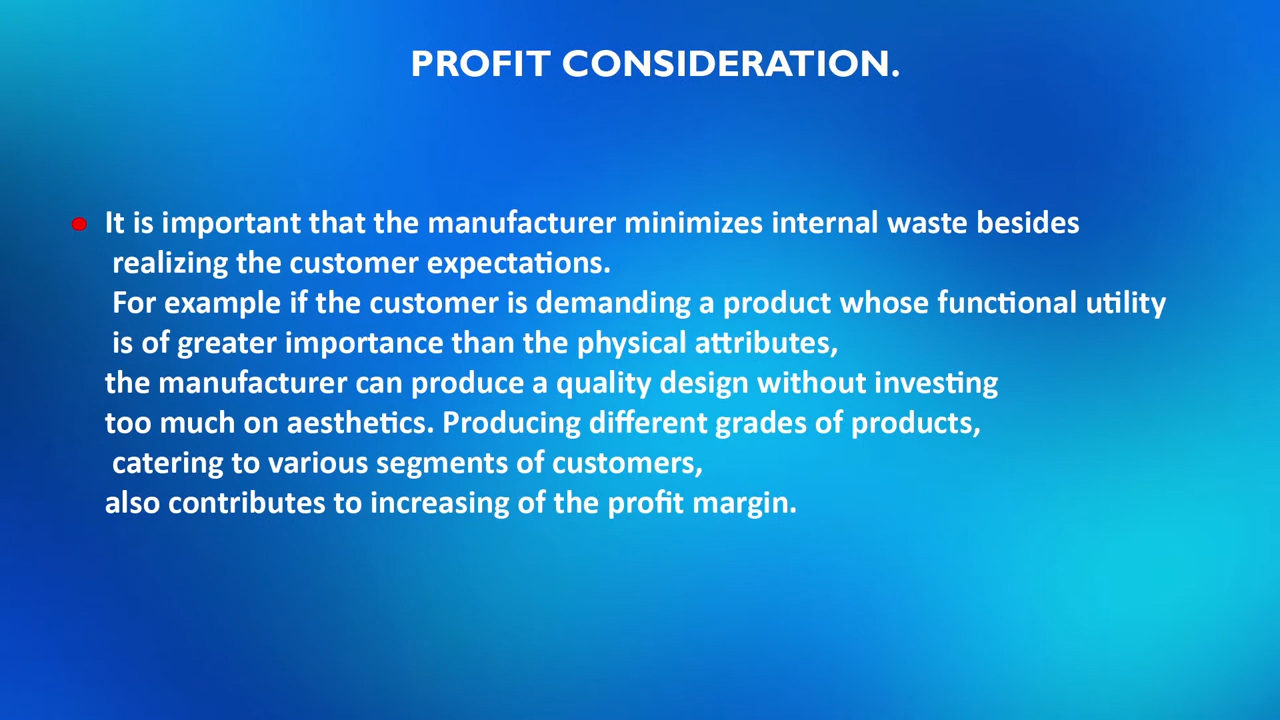 PROFIT CONSIDERATION.
It is important that the manufacturer minimizes internal waste besides
realizing the customer expectations.
For example if the customer is demanding a product whose functional utility
is of greater importance than the physical attributes,
the manufacturer can produce a quality design without investing
too much on aesthetics. Producing different grades of products,
catering to various segments of customers,
also contributes to increasing of the profit margin.